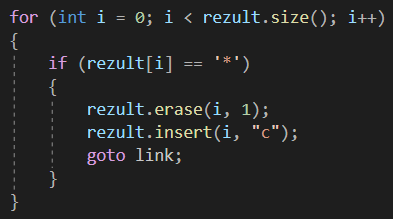 for (int i = 0; i < rezult.size(); i++)
{
if (rezult[i] == '*')
{
rezult.erase(i, 1);
rezult.insert(i, "c");
goto link;
}
}